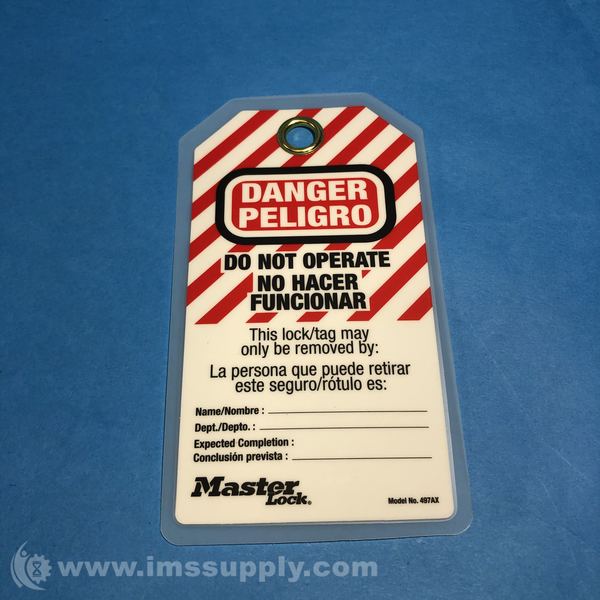 DANGER
PELIGRO
DO NOT OPERATE
NO HACER
FUNCIONAR
This lock/tag may
only be removed by:
La persona que puede retirar
este seguro/rótulo es:
Name/Nombre :
Dept./Depto. :
Expected Completion :
Conclusión prevista :
Master
Lock®
Model No. 497AX
www.imssupply.com